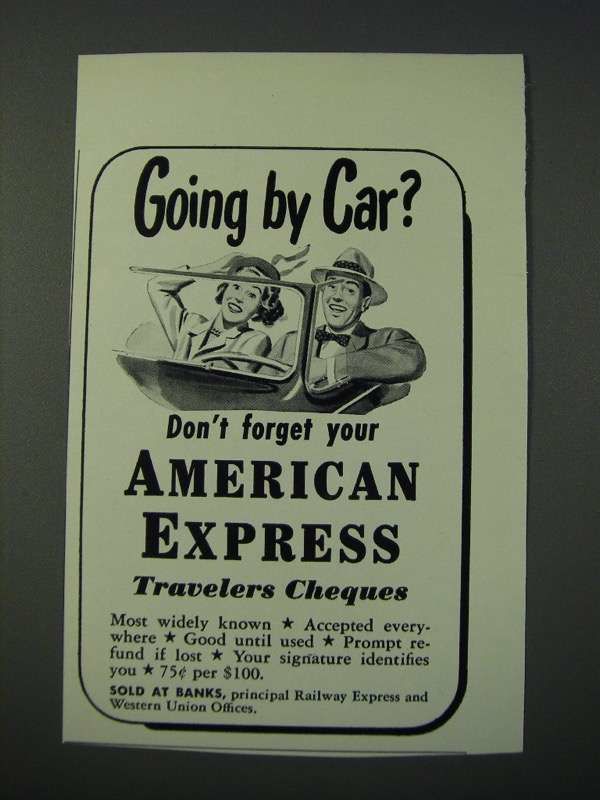 Going by Car?
Don't forget your
AMERICAN
EXPRESS
Travelers Cheques
Most widely known ★ Accepted every-
where ★ Good until used ★ Prompt re-
fund if lost ★ Your signature identifies
you ★ 75¢ per $100.
SOLD AT BANKS, principal Railway Express and
Western Union Offices.